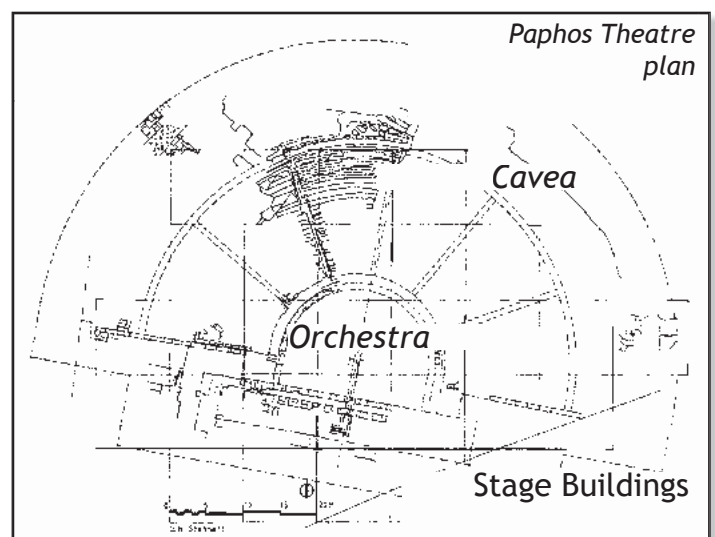 Paphos Theatre
plan
Cavea
Orchestra
Stage Buildings